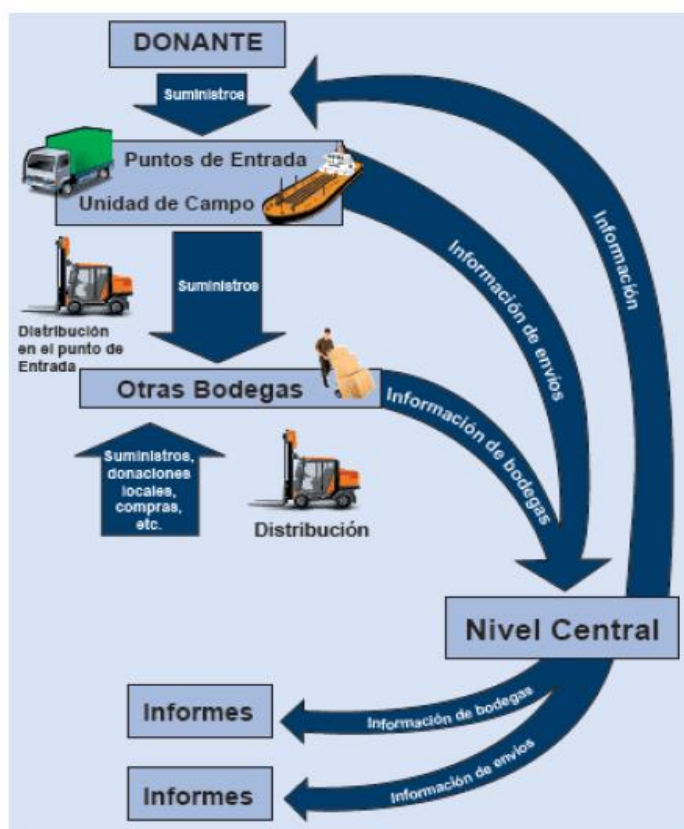 DONANTE
Suministros
Puntos de Entrada
Unidad de Campo
Información de envíos
Información
Suministros
Distribución
en el punto de
Entrada
Otras Bodegas
Información de bodegas
Suministros,
donaciones
locales,
compras,
etc.
Distribución
Nivel Central
Informes
Información de bodegas
Informes
Información de envíos